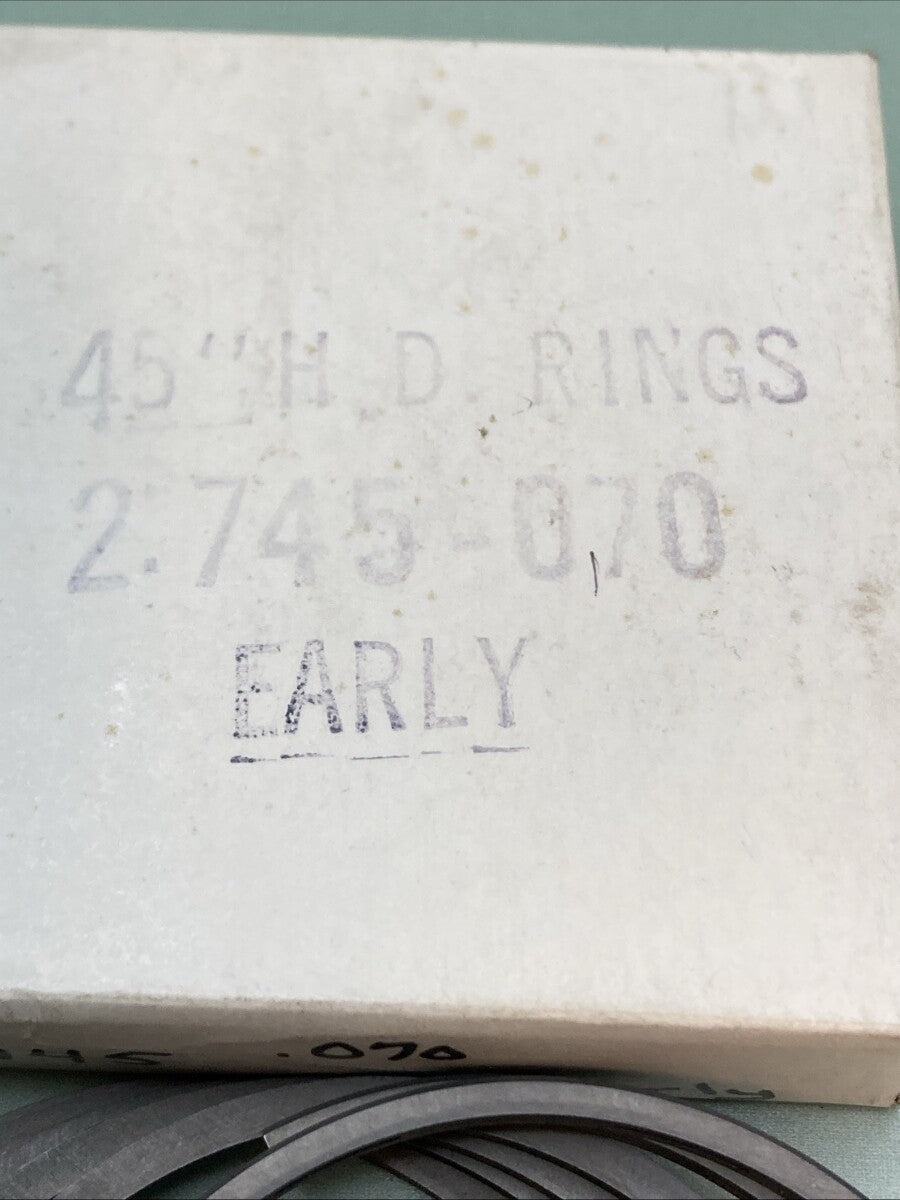 45" H.D. RINGS
2.745-070
EARLY
.070